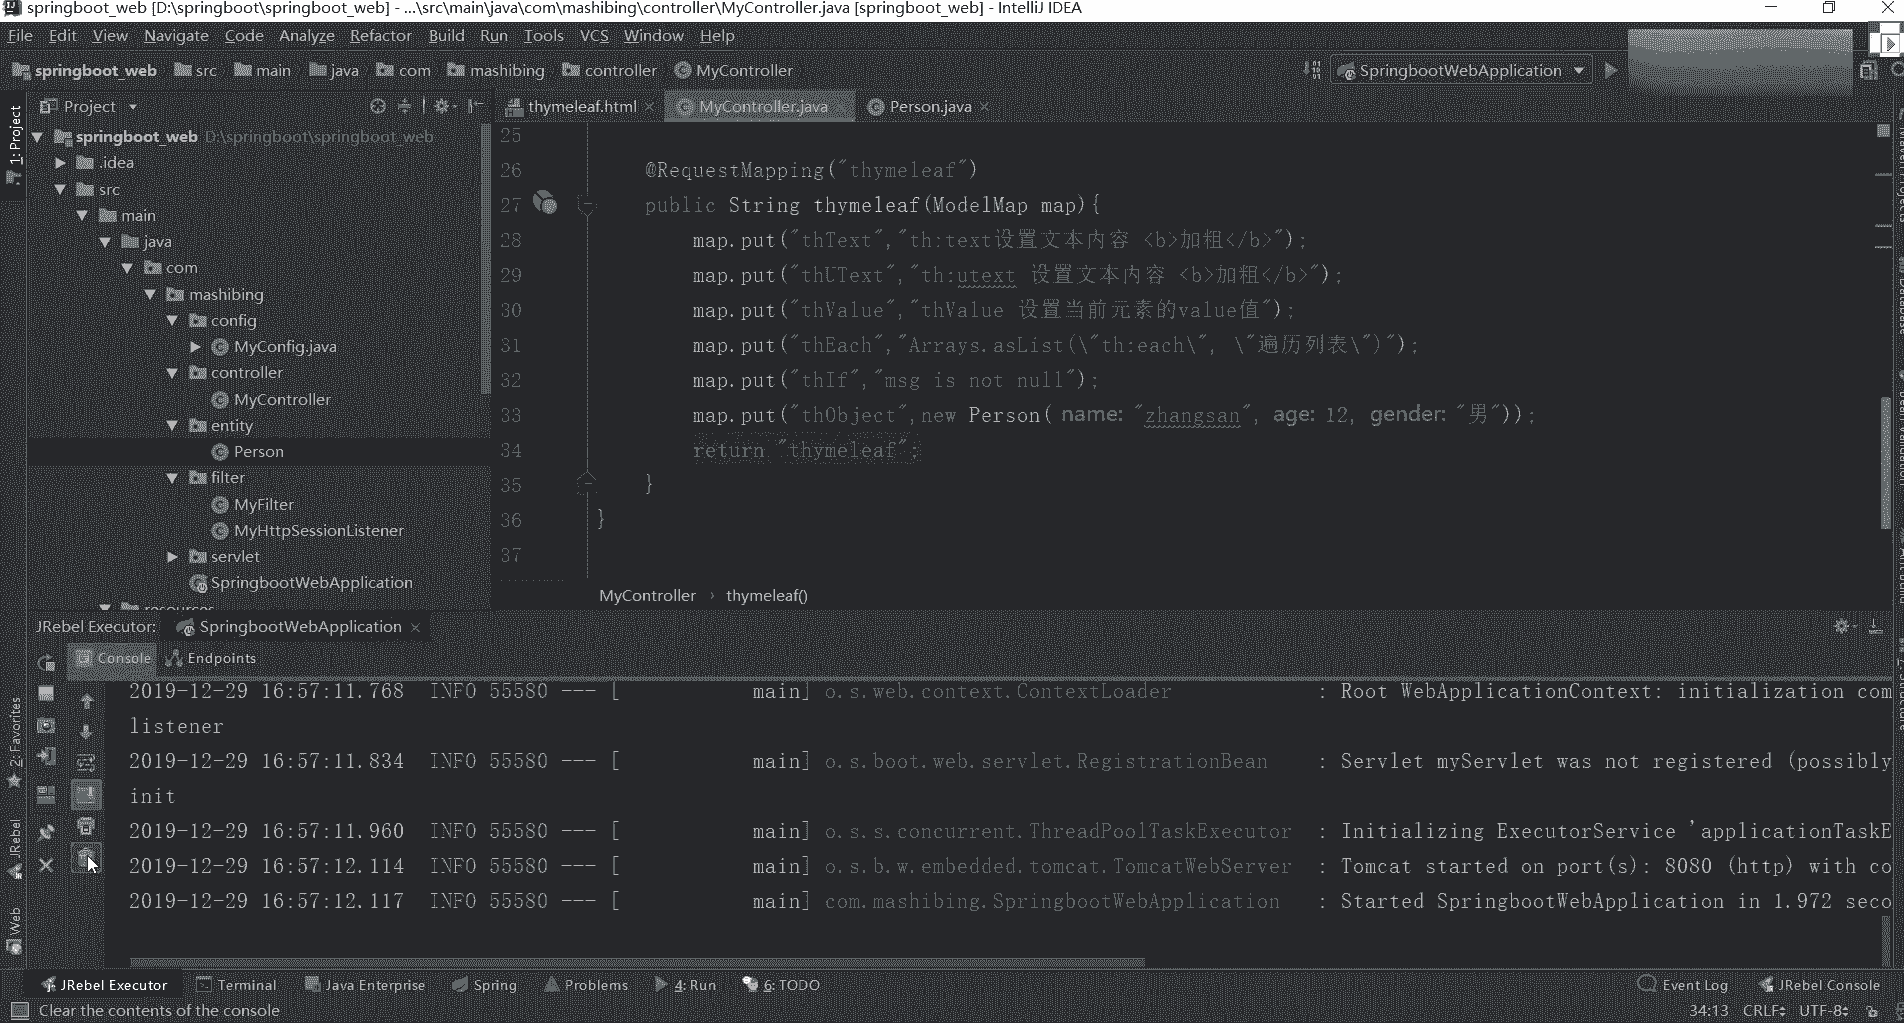 springboot_web [D:\springboot\springboot_web] - ...\src\main\java\com\mashibing\controller\MyController.java [springboot_web] - IntelliJ IDEA
File Edit View Navigate Code Analyze Refactor Build Run Tools VCS Window Help
springboot_web src main java com mashibing controller MyController SpringbootWebApplication
Project thymeleaf.html MyController.java Person.java
1: Project
springboot_web D:\springboot\springboot_web
.idea
src
main
java
com
mashibing
config
MyConfig.java
controller
MyController
entity
Person
filter
MyFilter
MyHttpSessionListener
servlet
SpringbootWebApplication
resources
25
26 @RequestMapping("thymeleaf")
27 public String thymeleaf(ModelMap map){
28 map.put("thText","th:text设置文本内容 <b>加粗</b>");
29 map.put("thUText","th:utext 设置文本内容 <b>加粗</b>");
30 map.put("thValue","thValue 设置当前元素的value值");
31 map.put("thEach","Arrays.asList(\"th:each\", \"遍历列表\")");
32 map.put("thIf","msg is not null");
33 map.put("thObject",new Person( name: "zhangsan", age: 12, gender: "男"));
34 return "thymeleaf";
35 }
36 }
37
MyController › thymeleaf()
JRebel Executor: SpringbootWebApplication
Console Endpoints
2019-12-29 16:57:11.768 INFO 55580 --- [ main] o.s.web.context.ContextLoader : Root WebApplicationContext: initialization com
listener
2019-12-29 16:57:11.834 INFO 55580 --- [ main] o.s.boot.web.servlet.RegistrationBean : Servlet myServlet was not registered (possibly
init
2019-12-29 16:57:11.960 INFO 55580 --- [ main] o.s.s.concurrent.ThreadPoolTaskExecutor : Initializing ExecutorService 'applicationTaskE
2019-12-29 16:57:12.114 INFO 55580 --- [ main] o.s.b.w.embedded.tomcat.TomcatWebServer : Tomcat started on port(s): 8080 (http) with co
2019-12-29 16:57:12.117 INFO 55580 --- [ main] com.mashibing.SpringbootWebApplication : Started SpringbootWebApplication in 1.972 seco
2: Favorites
JRebel
Web
JRebel Executor Terminal Java Enterprise Spring Problems 4: Run 6: TODO Event Log JRebel Console
Clear the contents of the console 34:13 CRLF UTF-8